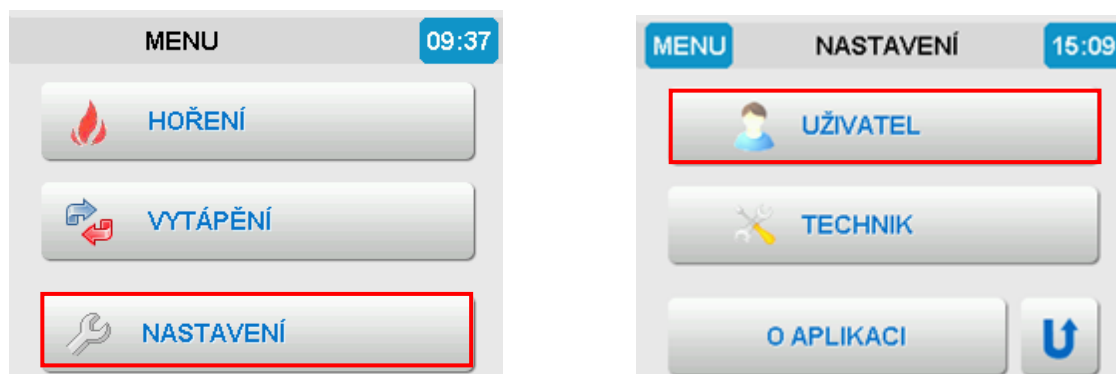 MENU 09:37
HOŘENÍ
VYTÁPĚNÍ
NASTAVENÍ
MENU NASTAVENÍ 15:09
UŽIVATEL
TECHNIK
O APLIKACI